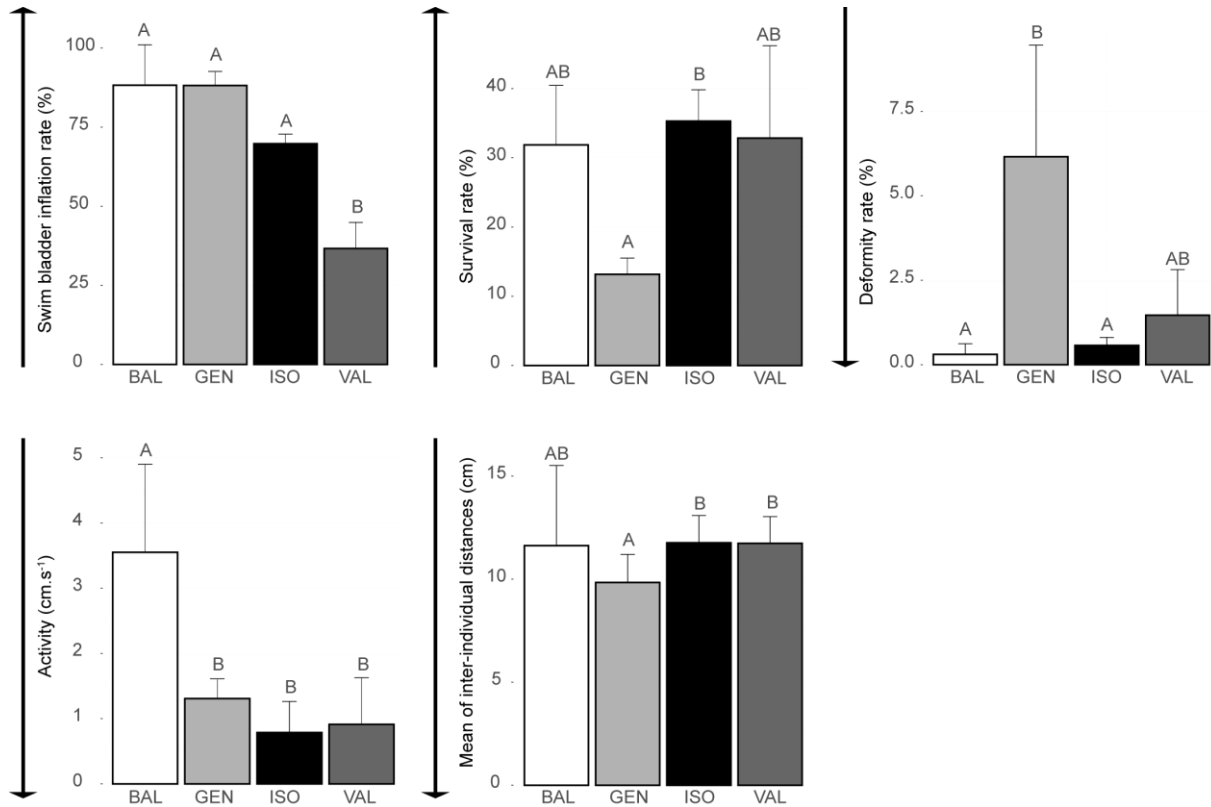 Swim bladder inflation rate (%)
100
75
50
25
0
A
A
A
B
BAL GEN ISO VAL
Survival rate (%)
40
30
20
10
0
AB
A
B
AB
BAL GEN ISO VAL
Deformity rate (%)
7.5
5.0
2.5
0.0
A
B
A
AB
BAL GEN ISO VAL
Activity (cm.s⁻¹)
5
4
3
2
1
0
A
B
B
B
BAL GEN ISO VAL
Mean of inter-individual distances (cm)
15
10
5
0
AB
A
B
B
BAL GEN ISO VAL